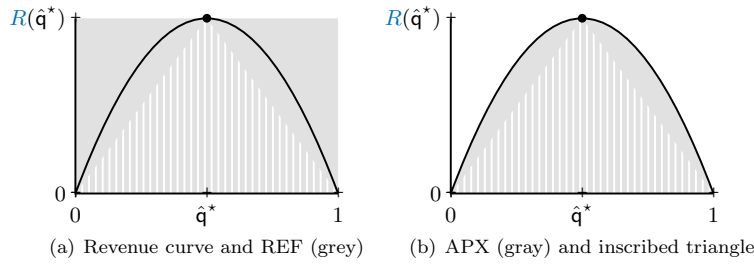 R(q̂⋆) R(q̂⋆)
0 0
0 q̂⋆ 1 0 q̂⋆ 1
(a) Revenue curve and REF (grey) (b) APX (gray) and inscribed triangle